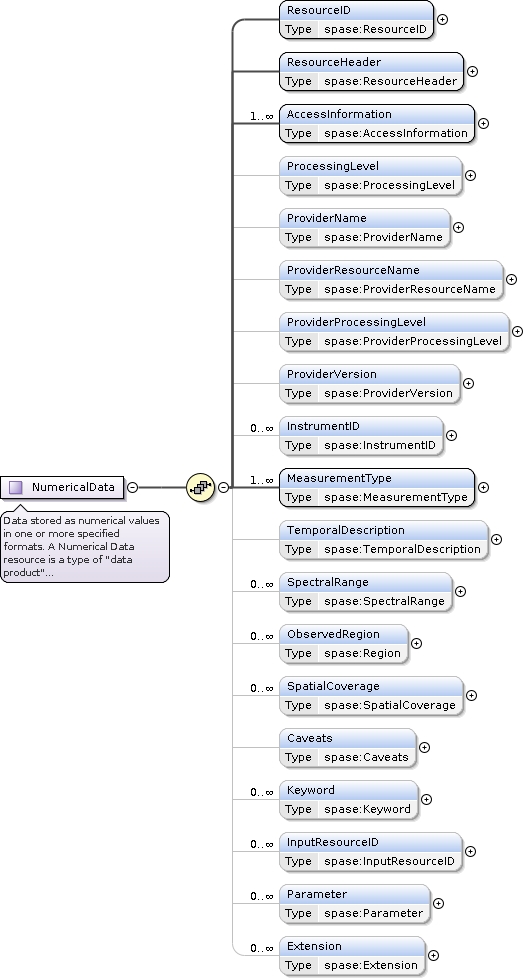 ResourceID
Type spase:ResourceID
ResourceHeader
Type spase:ResourceHeader
1..∞
AccessInformation
Type spase:AccessInformation
ProcessingLevel
Type spase:ProcessingLevel
ProviderName
Type spase:ProviderName
ProviderResourceName
Type spase:ProviderResourceName
ProviderProcessingLevel
Type spase:ProviderProcessingLevel
ProviderVersion
Type spase:ProviderVersion
0..∞
InstrumentID
Type spase:InstrumentID
NumericalData
Data stored as numerical values
in one or more specified
formats. A Numerical Data
resource is a type of "data
product"...
1..∞
MeasurementType
Type spase:MeasurementType
TemporalDescription
Type spase:TemporalDescription
0..∞
SpectralRange
Type spase:SpectralRange
0..∞
ObservedRegion
Type spase:Region
0..∞
SpatialCoverage
Type spase:SpatialCoverage
Caveats
Type spase:Caveats
0..∞
Keyword
Type spase:Keyword
0..∞
InputResourceID
Type spase:InputResourceID
0..∞
Parameter
Type spase:Parameter
0..∞
Extension
Type spase:Extension